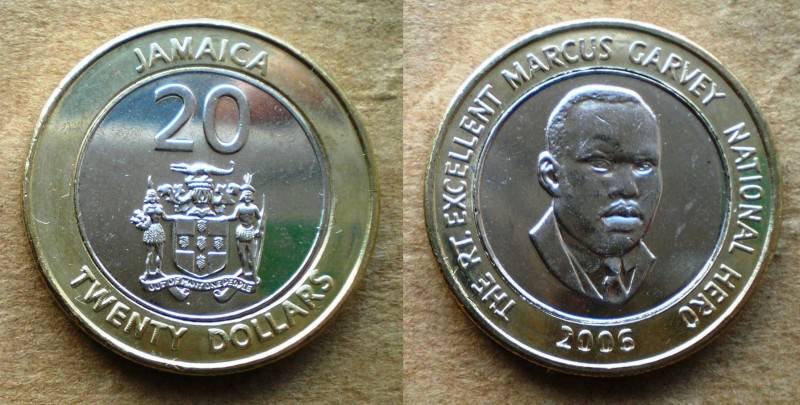 JAMAICA
20
OUT OF MANY ONE PEOPLE
TWENTY DOLLARS
THE RT. EXCELLENT MARCUS GARVEY NATIONAL HERO
2006